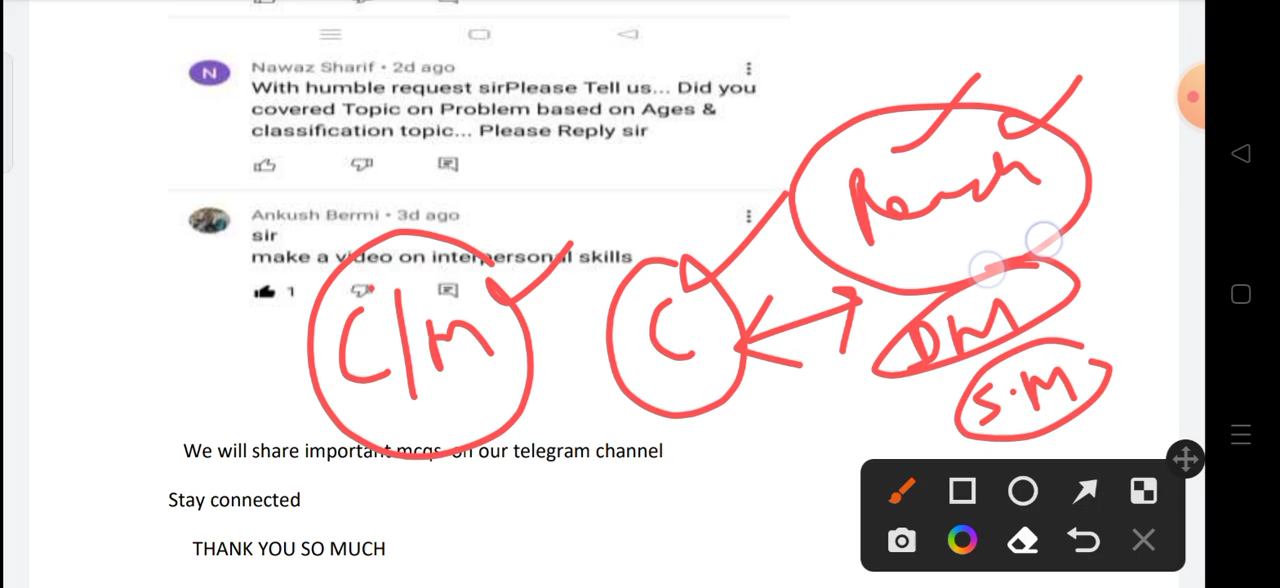 N
Nawaz Sharif • 2d ago
With humble request sirPlease Tell us... Did you
covered Topic on Problem based on Ages &
classification topic... Please Reply sir
Ankush Bermi • 3d ago
sir
make a video on interpersonal skills
1
C/M
C
Reach
DM
S.M
We will share important mcqs on our telegram channel
Stay connected
THANK YOU SO MUCH